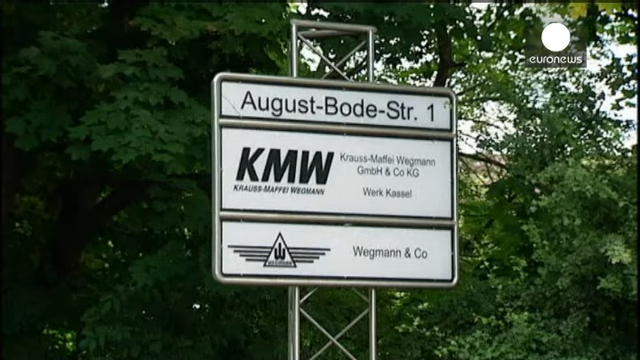 euronews
August-Bode-Str. 1
KMW
KRAUSS-MAFFEI WEGMANN
Krauss-Maffei Wegmann
GmbH & Co KG
Werk Kassel
Wegmann & Co